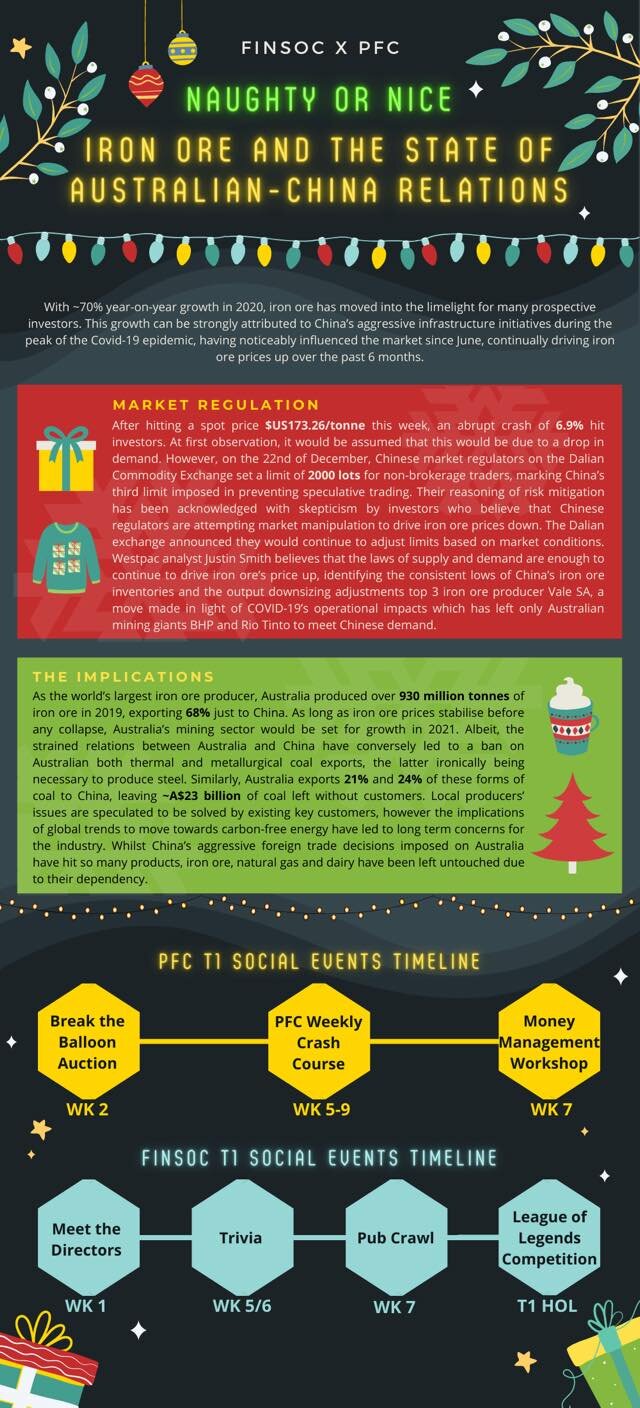 FINSOC X PFC
NAUGHTY OR NICE
IRON ORE AND THE STATE OF
AUSTRALIAN-CHINA RELATIONS
With ~70% year-on-year growth in 2020, iron ore has moved into the limelight for many prospective
investors. This growth can be strongly attributed to China's aggressive infrastructure initiatives during the
peak of the Covid-19 epidemic, having noticeably influenced the market since June, continually driving iron
ore prices up over the past 6 months.
MARKET REGULATION
After hitting a spot price $US173.26/tonne this week, an abrupt crash of 6.9% hit
investors. At first observation, it would be assumed that this would be due to a drop in
demand. However, on the 22nd of December, Chinese market regulators on the Dalian
Commodity Exchange set a limit of 2000 lots for non-brokerage traders, marking China's
third limit imposed in preventing speculative trading. Their reasoning of risk mitigation
has been acknowledged with skepticism by investors who believe that Chinese
regulators are attempting market manipulation to drive iron ore prices down. The Dalian
exchange announced they would continue to adjust limits based on market conditions.
Westpac analyst Justin Smith believes that the laws of supply and demand are enough to
continue to drive iron ore's price up, identifying the consistent lows of China's iron ore
inventories and the output downsizing adjustments top 3 iron ore producer Vale SA, a
move made in light of COVID-19's operational impacts which has left only Australian
mining giants BHP and Rio Tinto to meet Chinese demand.
THE IMPLICATIONS
As the world's largest iron ore producer, Australia produced over 930 million tonnes of
iron ore in 2019, exporting 68% just to China. As long as iron ore prices stabilise before
any collapse, Australia's mining sector would be set for growth in 2021. Albeit, the
strained relations between Australia and China have conversely led to a ban on
Australian both thermal and metallurgical coal exports, the latter ironically being
necessary to produce steel. Similarly, Australia exports 21% and 24% of these forms of
coal to China, leaving ~A$23 billion of coal left without customers. Local producers'
issues are speculated to be solved by existing key customers, however the implications
of global trends to move towards carbon-free energy have led to long term concerns for
the industry. Whilst China's aggressive foreign trade decisions imposed on Australia
have hit so many products, iron ore, natural gas and dairy have been left untouched due
to their dependency.
PFC T1 SOCIAL EVENTS TIMELINE
Break the
Balloon
Auction
WK 2
PFC Weekly
Crash
Course
WK 5-9
Money
Management
Workshop
WK 7
FINSOC T1 SOCIAL EVENTS TIMELINE
Meet the
Directors
WK 1
Trivia
WK 5/6
Pub Crawl
WK 7
League of
Legends
Competition
T1 HOL